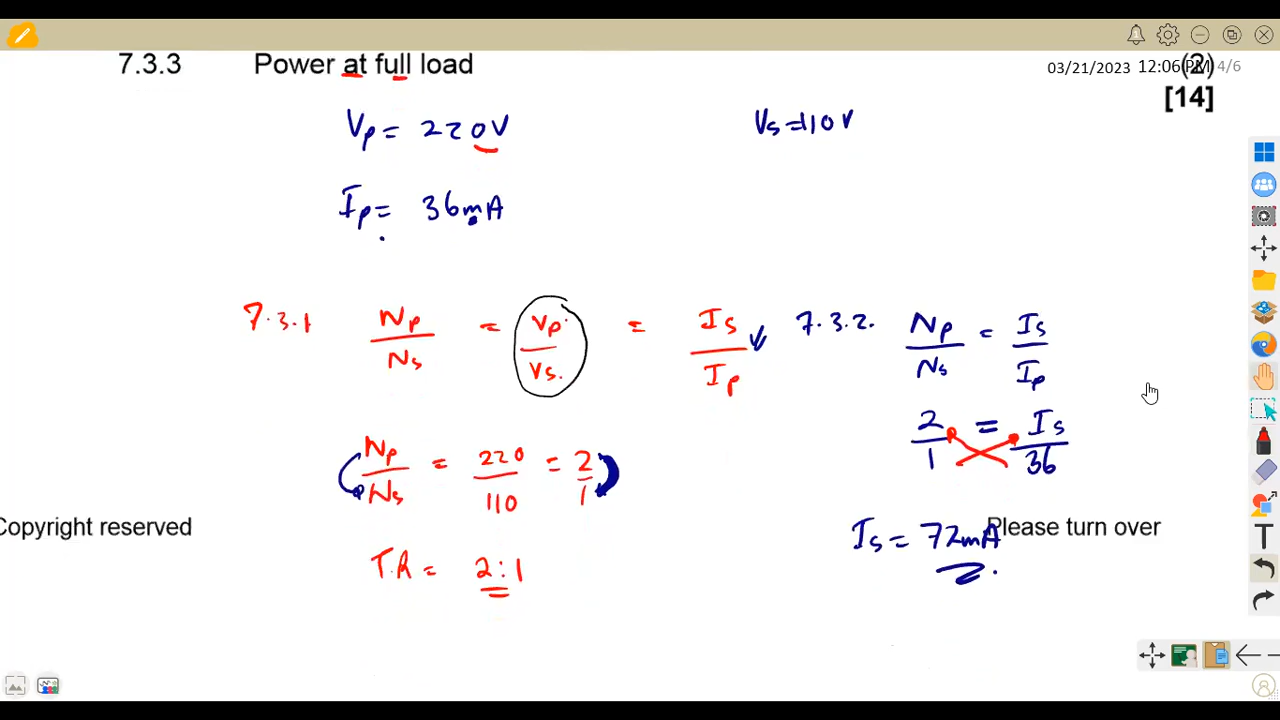 03/21/2023 12:06 PM 4/6
7.3.3 Power at full load (2)
[14]
Vp = 220V Vs = 110V
Ip = 36mA
7.3.1 Np/Ns = Vp/Vs = Is/Ip
7.3.2. Np/Ns = Is/Ip
2/1 = Is/36
Np/Ns = 220/110 = 2/1
Copyright reserved Please turn over
Is = 72mA
T.R = 2:1